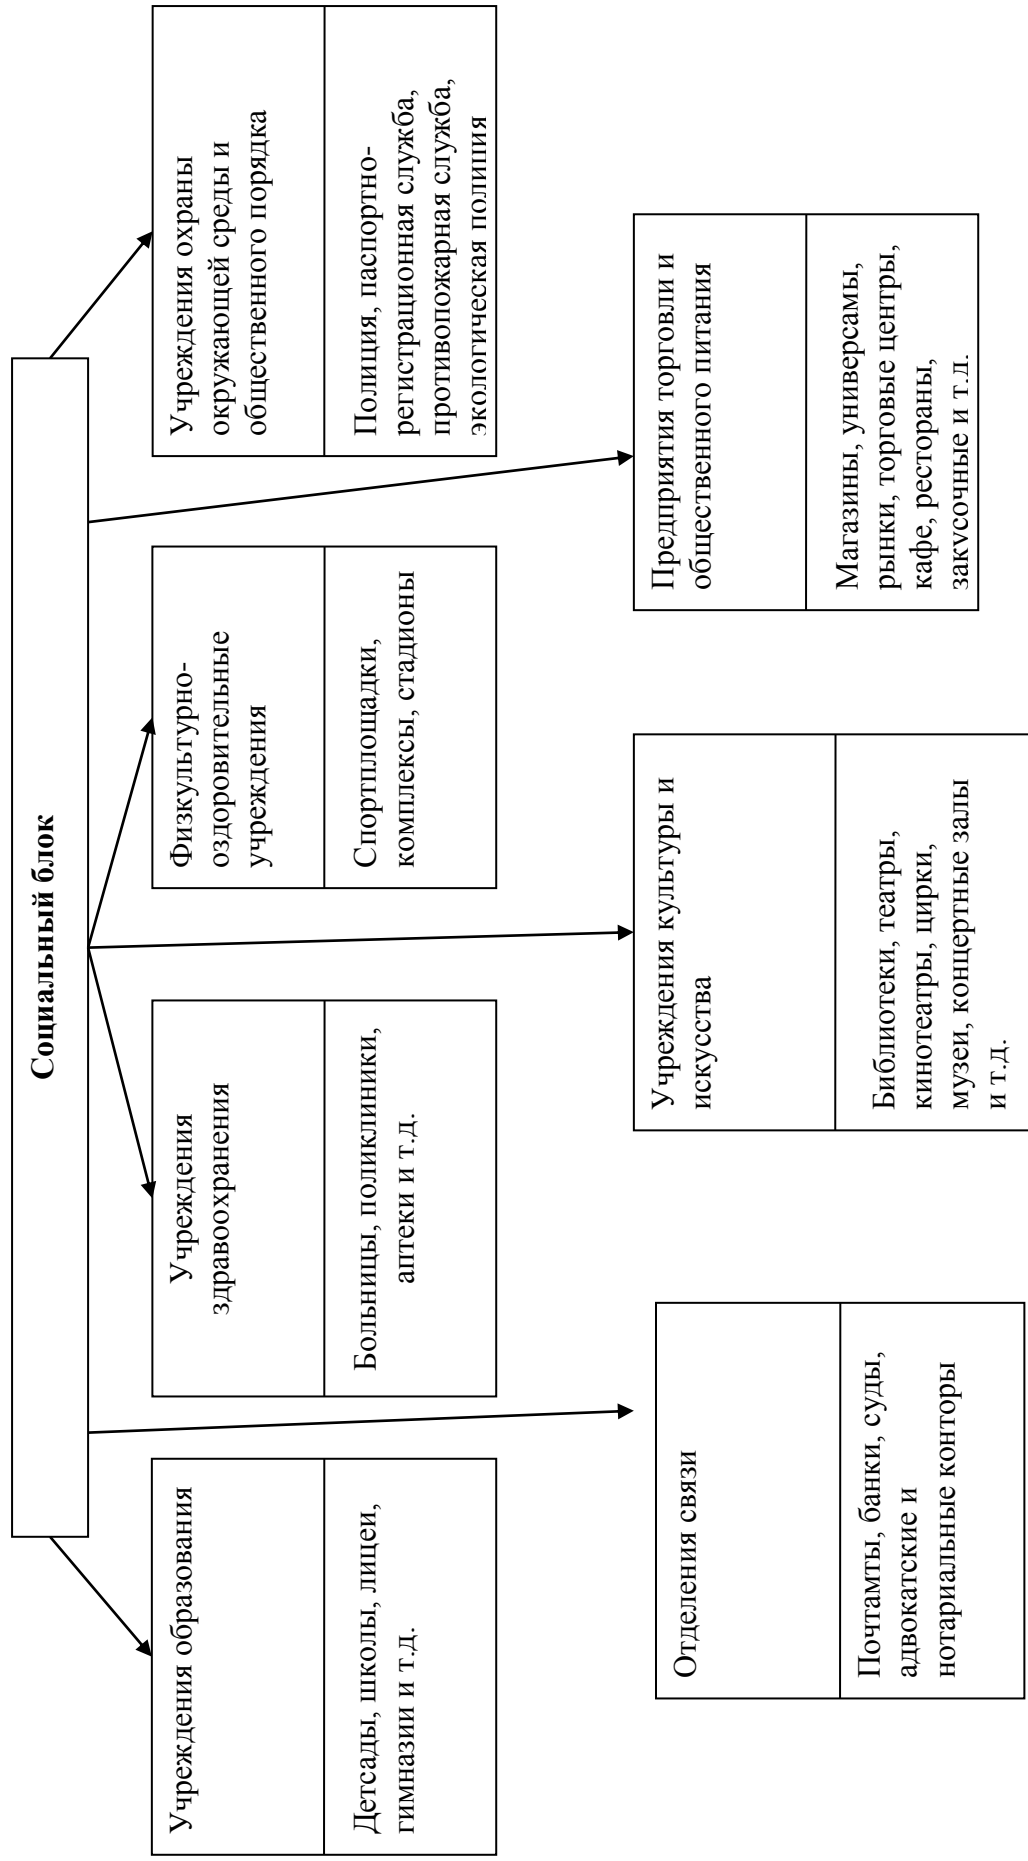 Социальный блок
Учреждения образования
Детсады, школы, лицеи,
гимназии и т.д.
Учреждения
здравоохранения
Больницы, поликлиники,
аптеки и т.д.
Физкультурно-
оздоровительные
учреждения
Спортплощадки,
комплексы, стадионы
Учреждения охраны
окружающей среды и
общественного порядка
Полиция, паспортно-
регистрационная служба,
противопожарная служба,
экологическая полиция
Отделения связи
Почтамты, банки, суды,
адвокатские и
нотариальные конторы
Учреждения культуры и
искусства
Библиотеки, театры,
кинотеатры, цирки,
музеи, концертные залы
и т.д.
Предприятия торговли и
общественного питания
Магазины, универсамы,
рынки, торговые центры,
кафе, рестораны,
закусочные и т.д.